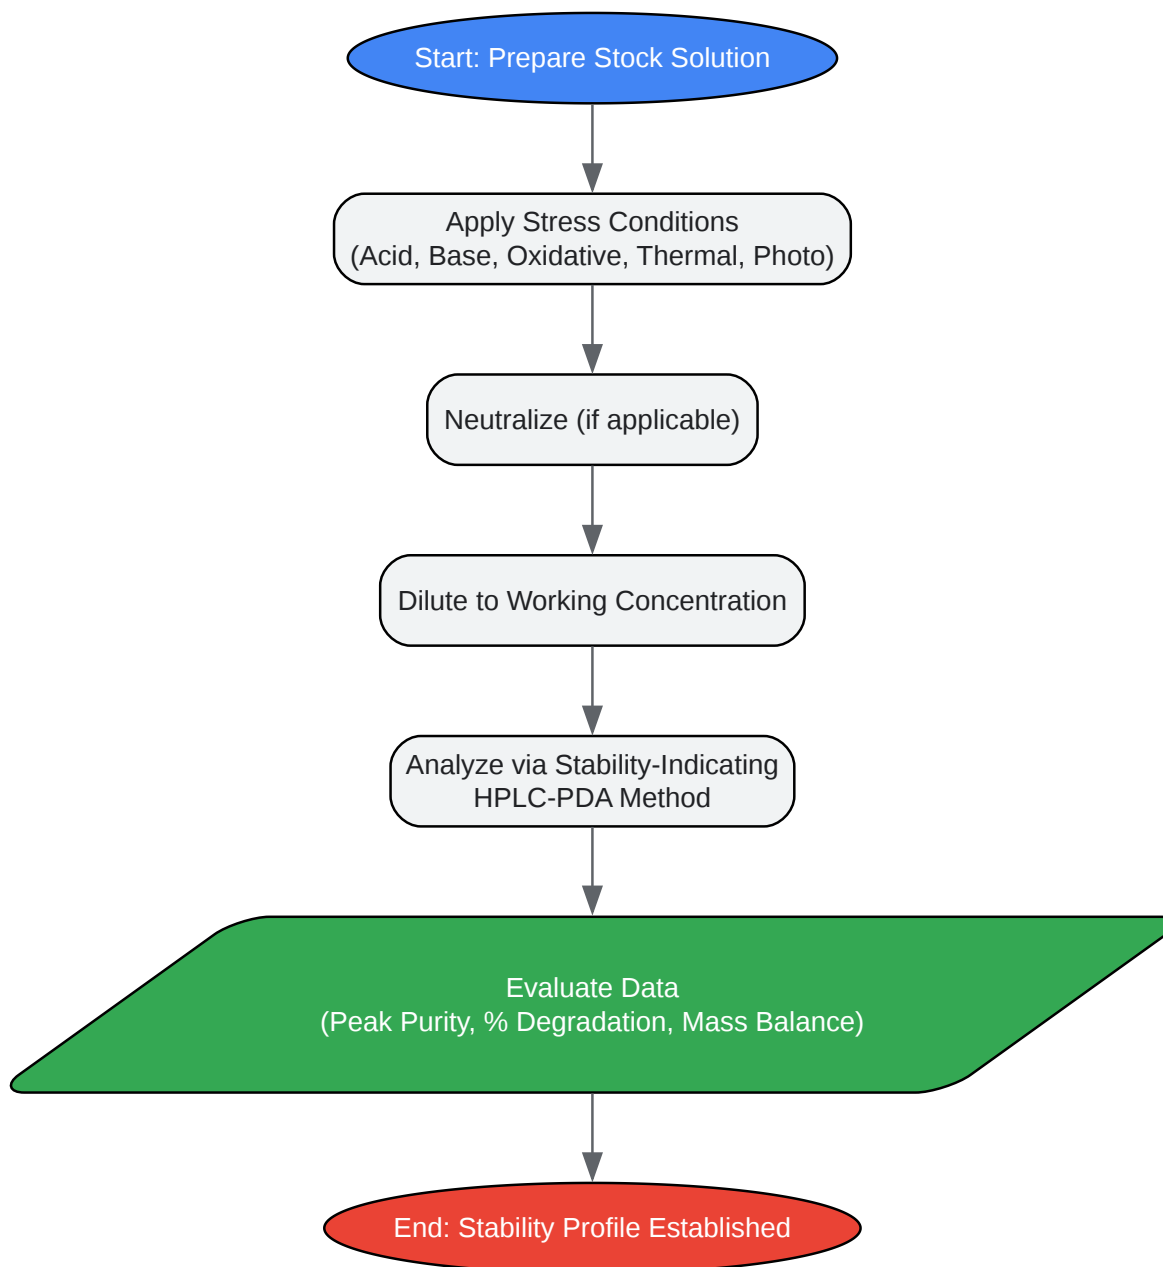 Start: Prepare Stock Solution
Apply Stress Conditions
(Acid, Base, Oxidative, Thermal, Photo)
Neutralize (if applicable)
Dilute to Working Concentration
Analyze via Stability-Indicating
HPLC-PDA Method
Evaluate Data
(Peak Purity, % Degradation, Mass Balance)
End: Stability Profile Established